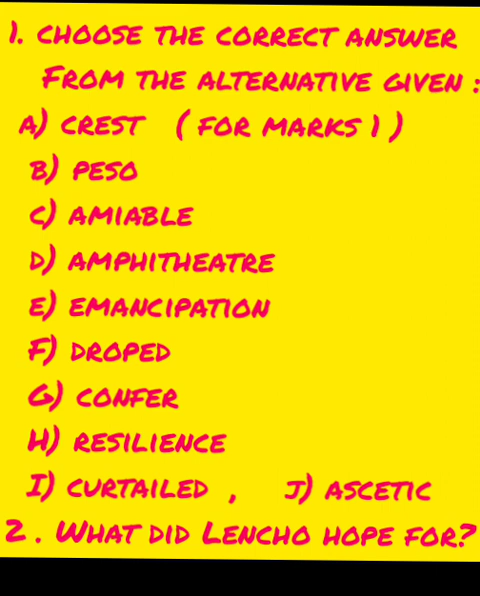 1. CHOOSE THE CORRECT ANSWER
FROM THE ALTERNATIVE GIVEN :
A) CREST ( FOR MARKS 1 )
B) PESO
C) AMIABLE
D) AMPHITHEATRE
E) EMANCIPATION
F) DROPED
G) CONFER
H) RESILIENCE
I) CURTAILED , J) ASCETIC
2 . WHAT DID LENCHO HOPE FOR?